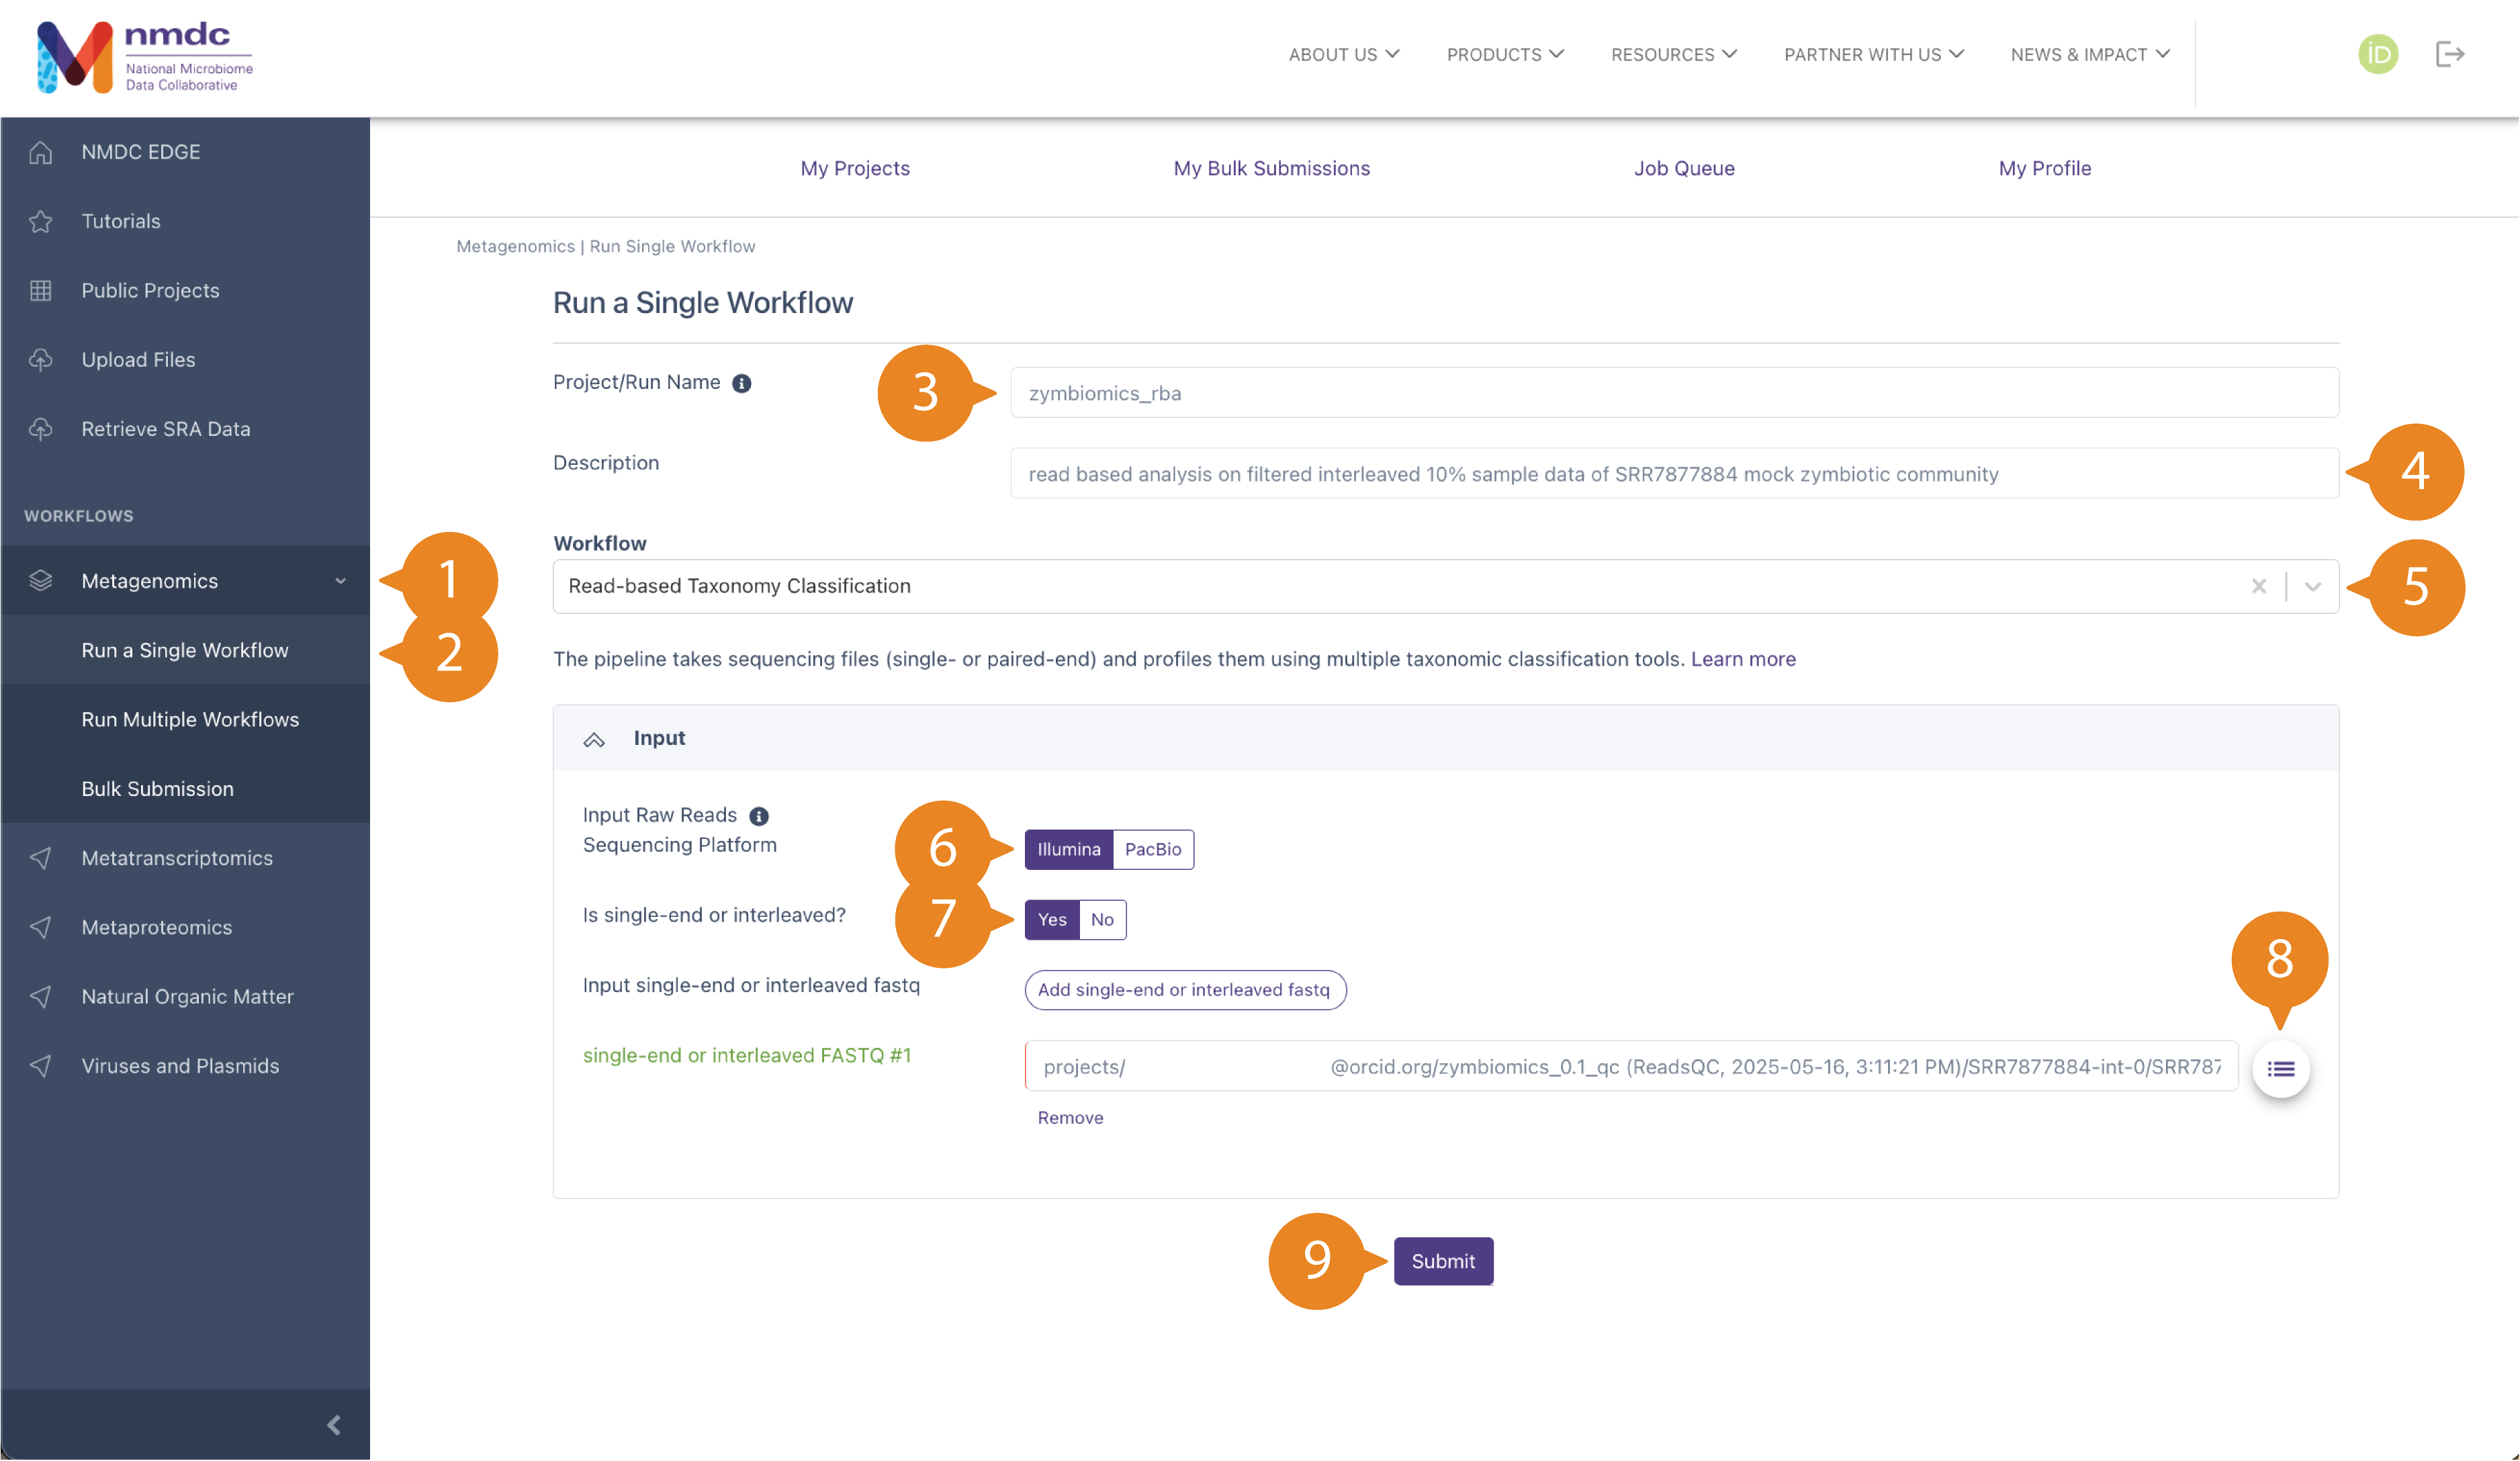 nmdc
National Microbiome
Data Collaborative
ABOUT US
PRODUCTS
RESOURCES
PARTNER WITH US
NEWS & IMPACT
iD
NMDC EDGE
Tutorials
Public Projects
Upload Files
Retrieve SRA Data
WORKFLOWS
Metagenomics
Run a Single Workflow
Run Multiple Workflows
Bulk Submission
Metatranscriptomics
Metaproteomics
Natural Organic Matter
Viruses and Plasmids
My Projects
My Bulk Submissions
Job Queue
My Profile
Metagenomics | Run Single Workflow
Run a Single Workflow
Project/Run Name
3
zymbiomics_rba
Description
read based analysis on filtered interleaved 10% sample data of SRR7877884 mock zymbiotic community
4
Workflow
1
Read-based Taxonomy Classification
5
2
The pipeline takes sequencing files (single- or paired-end) and profiles them using multiple taxonomic classification tools. Learn more
Input
Input Raw Reads
Sequencing Platform
6
Illumina
PacBio
Is single-end or interleaved?
7
Yes
No
8
Input single-end or interleaved fastq
Add single-end or interleaved fastq
single-end or interleaved FASTQ #1
projects/ @orcid.org/zymbiomics_0.1_qc (ReadsQC, 2025-05-16, 3:11:21 PM)/SRR7877884-int-0/SRR787
Remove
9
Submit